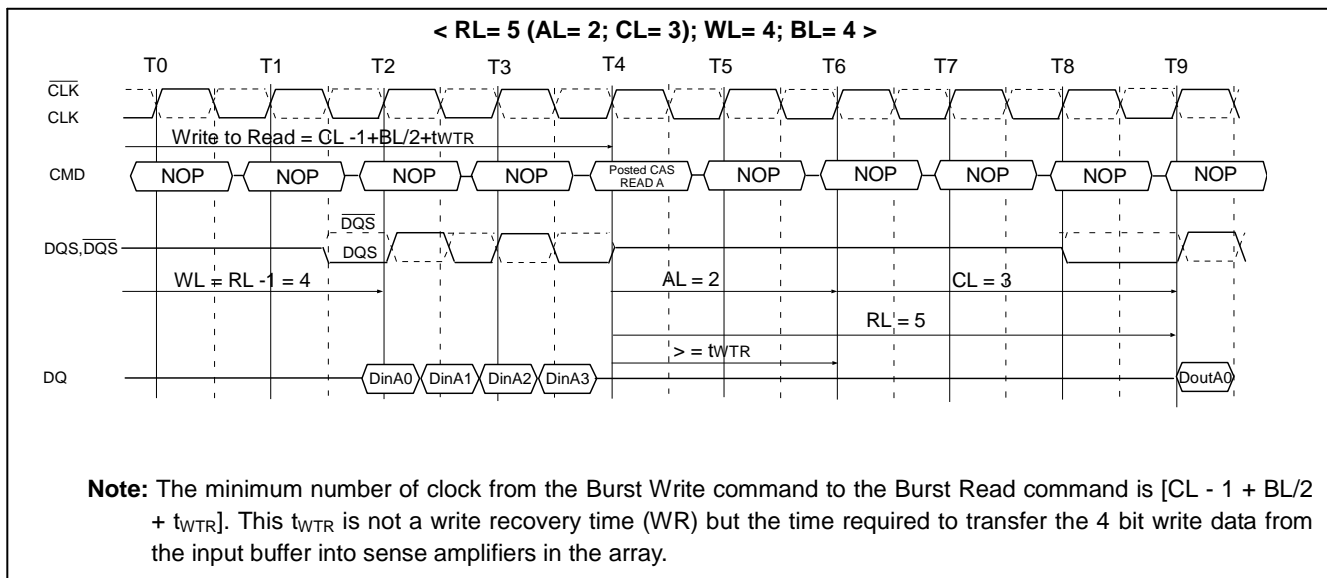 < RL= 5 (AL= 2; CL= 3); WL= 4; BL= 4 >
T0 T1 T2 T3 T4 T5 T6 T7 T8 T9
CLK
CLK
Write to Read = CL -1+BL/2+tWTR
CMD NOP NOP NOP NOP Posted CAS READ A NOP NOP NOP NOP NOP
DQS
DQS,DQS DQS
WL = RL -1 = 4 AL = 2 CL = 3
RL = 5
> = tWTR
DQ DinA0 DinA1 DinA2 DinA3 DoutA0
Note: The minimum number of clock from the Burst Write command to the Burst Read command is [CL - 1 + BL/2
+ tWTR]. This tWTR is not a write recovery time (WR) but the time required to transfer the 4 bit write data from
the input buffer into sense amplifiers in the array.